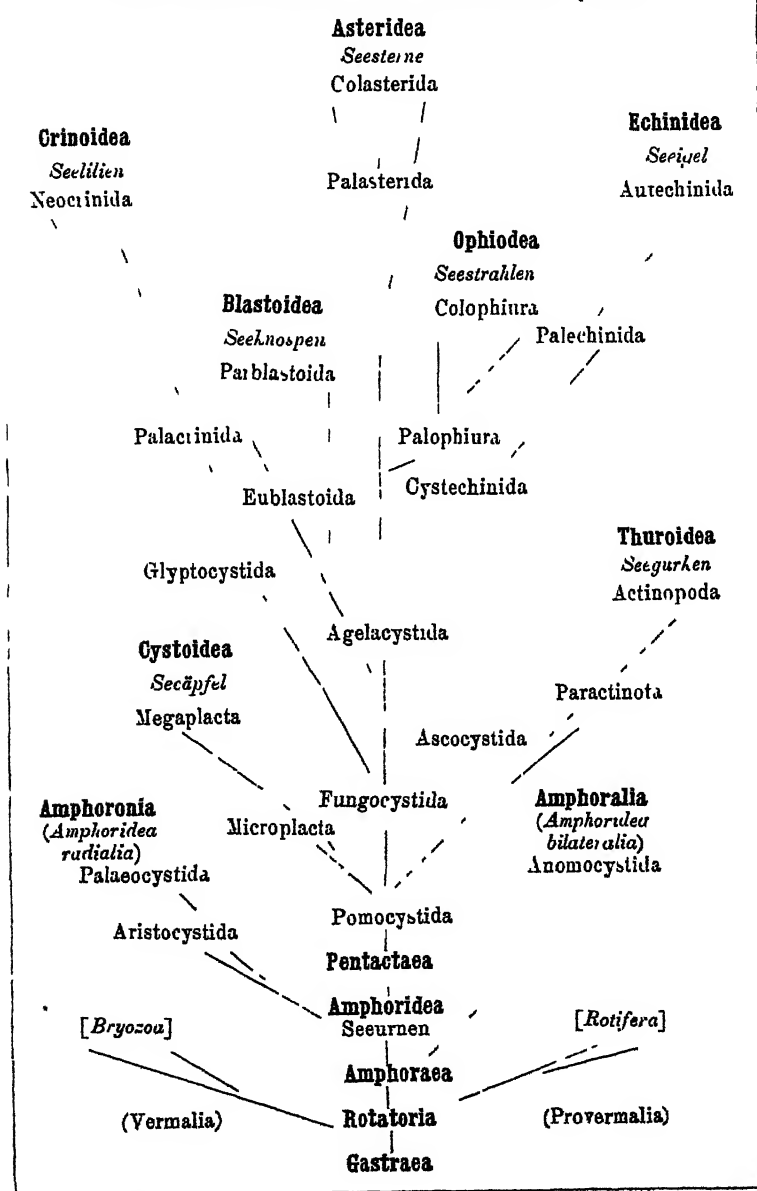 Asteridea
Seesterne
Colasterida
Crinoidea
Seelilien
Neocrinida
Echinidea
Seeigel
Autechinida
Palasterida
Ophiodea
Seestrahlen
Colophiura
Blastoidea
Seeknospen
Parblastoida
Palechinida
Palacrinida
Palophiura
Cystechinida
Eublastoida
Thuroidea
Seegurken
Actinopoda
Glyptocystida
Agelacystida
Cystoidea
Seeäpfel
Megaplacta
Paractinota
Ascocystida
Fungocystida
Amphoronia
(Amphoridea
radialia)
Palaeocystida
Microplacta
Amphoralia
(Amphoridea
bilateralia)
Anomocystida
Pomocystida
Aristocystida
Pentactaea
Amphoridea
Seeurnen
[Bryozoa]
[Rotifera]
Amphoraea
(Vermalia)
Rotatoria
(Provermalia)
Gastraea